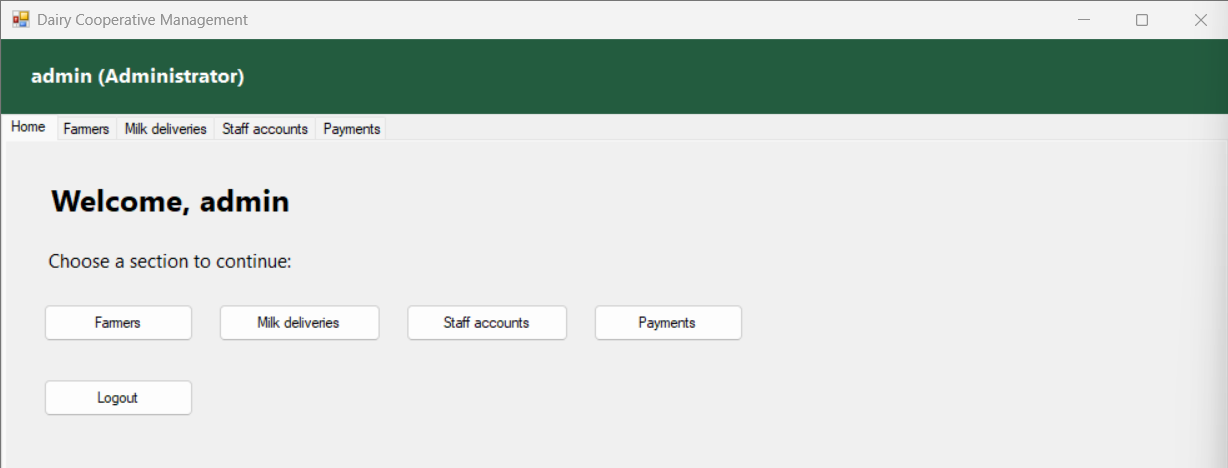 Dairy Cooperative Management
admin (Administrator)
Home Farmers Milk deliveries Staff accounts Payments
Welcome, admin
Choose a section to continue:
Farmers Milk deliveries Staff accounts Payments
Logout